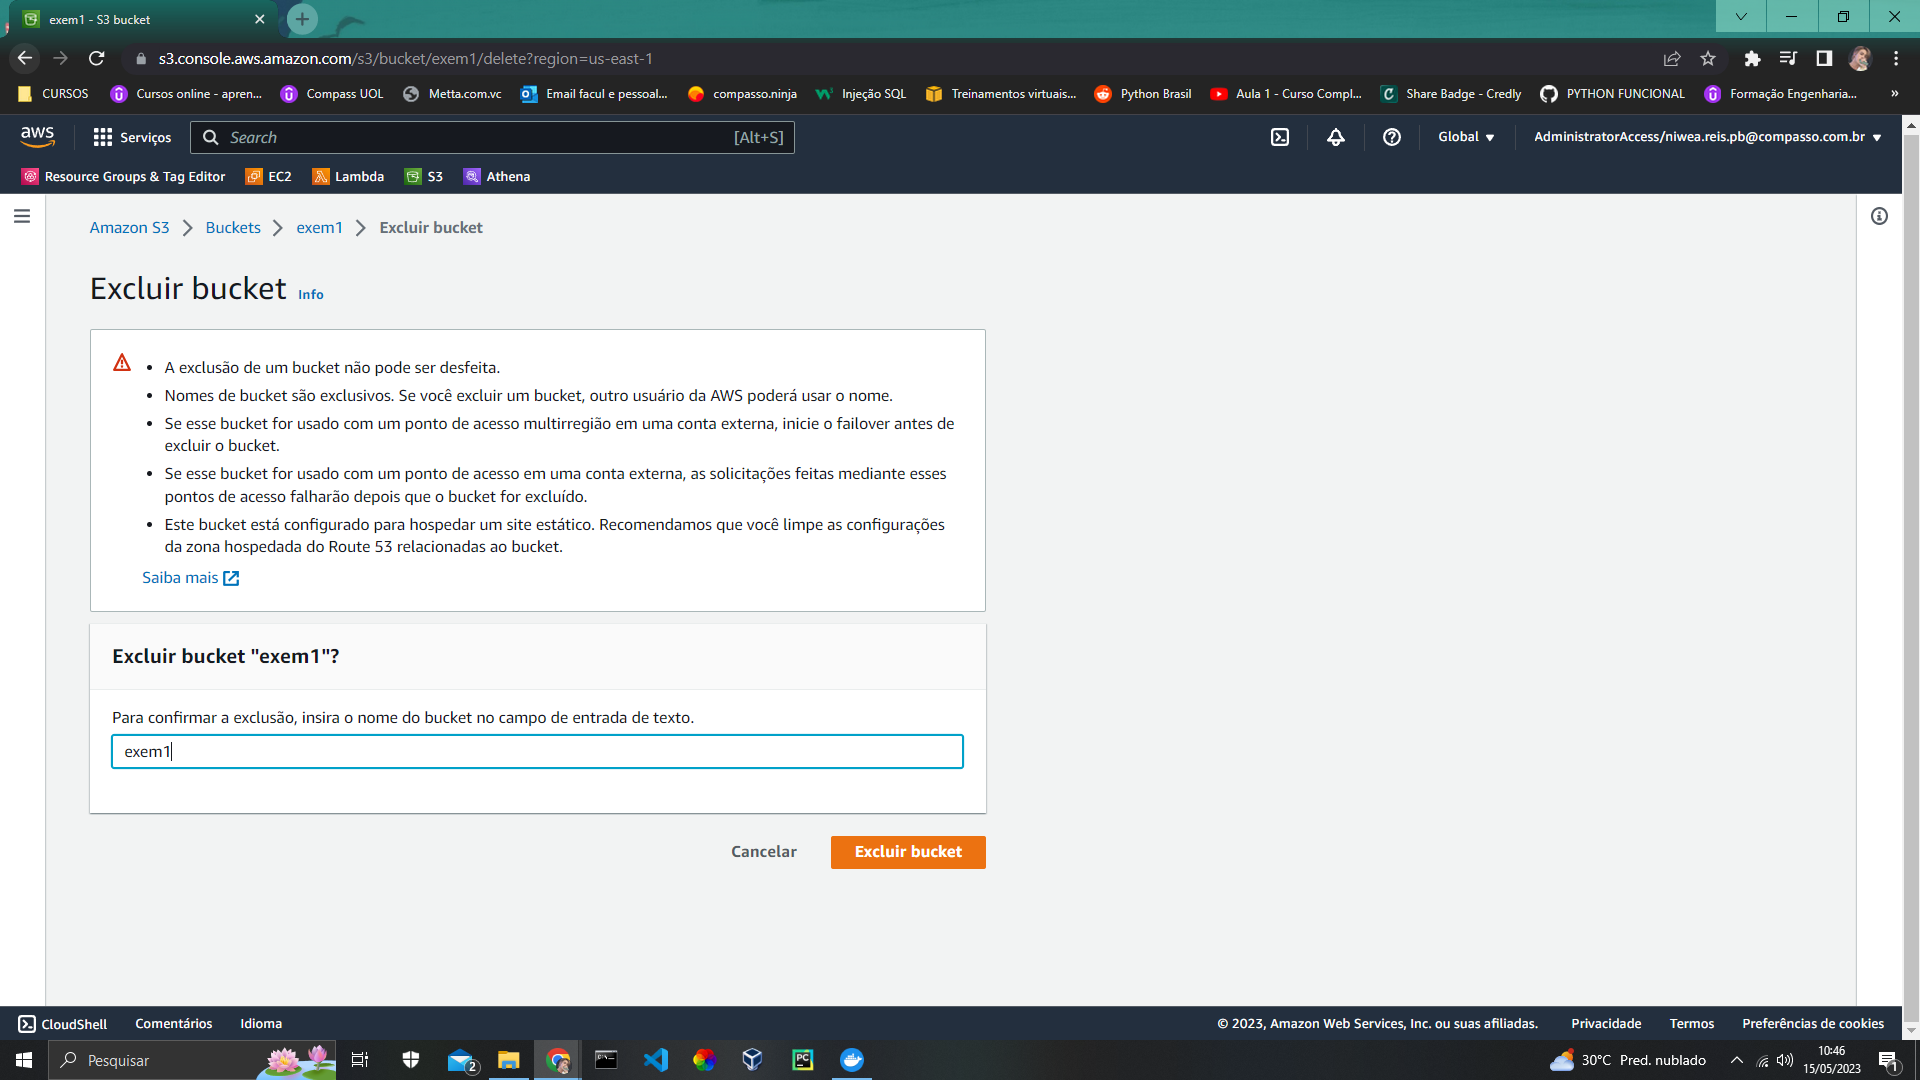 exem1 - S3 bucket
s3.console.aws.amazon.com/s3/bucket/exem1/delete?region=us-east-1
CURSOS Cursos online - apren... Compass UOL Metta.com.vc Email facul e pessoal... compasso.ninja Injeção SQL Treinamentos virtuais... Python Brasil Aula 1 - Curso Compl... Share Badge - Credly PYTHON FUNCIONAL Formação Engenharia... »
aws Serviços Search [Alt+S] Global AdministratorAccess/niwea.reis.pb@compasso.com.br
Resource Groups & Tag Editor EC2 Lambda S3 Athena
Amazon S3 > Buckets > exem1 > Excluir bucket
Excluir bucket Info
• A exclusão de um bucket não pode ser desfeita.
• Nomes de bucket são exclusivos. Se você excluir um bucket, outro usuário da AWS poderá usar o nome.
• Se esse bucket for usado com um ponto de acesso multirregião em uma conta externa, inicie o failover antes de
excluir o bucket.
• Se esse bucket for usado com um ponto de acesso em uma conta externa, as solicitações feitas mediante esses
pontos de acesso falharão depois que o bucket for excluído.
• Este bucket está configurado para hospedar um site estático. Recomendamos que você limpe as configurações
da zona hospedada do Route 53 relacionadas ao bucket.
Saiba mais
Excluir bucket "exem1"?
Para confirmar a exclusão, insira o nome do bucket no campo de entrada de texto.
exem1
Cancelar Excluir bucket
CloudShell Comentários Idioma © 2023, Amazon Web Services, Inc. ou suas afiliadas. Privacidade Termos Preferências de cookies
Pesquisar 2 PC 30°C Pred. nublado 10:46
15/05/2023 1